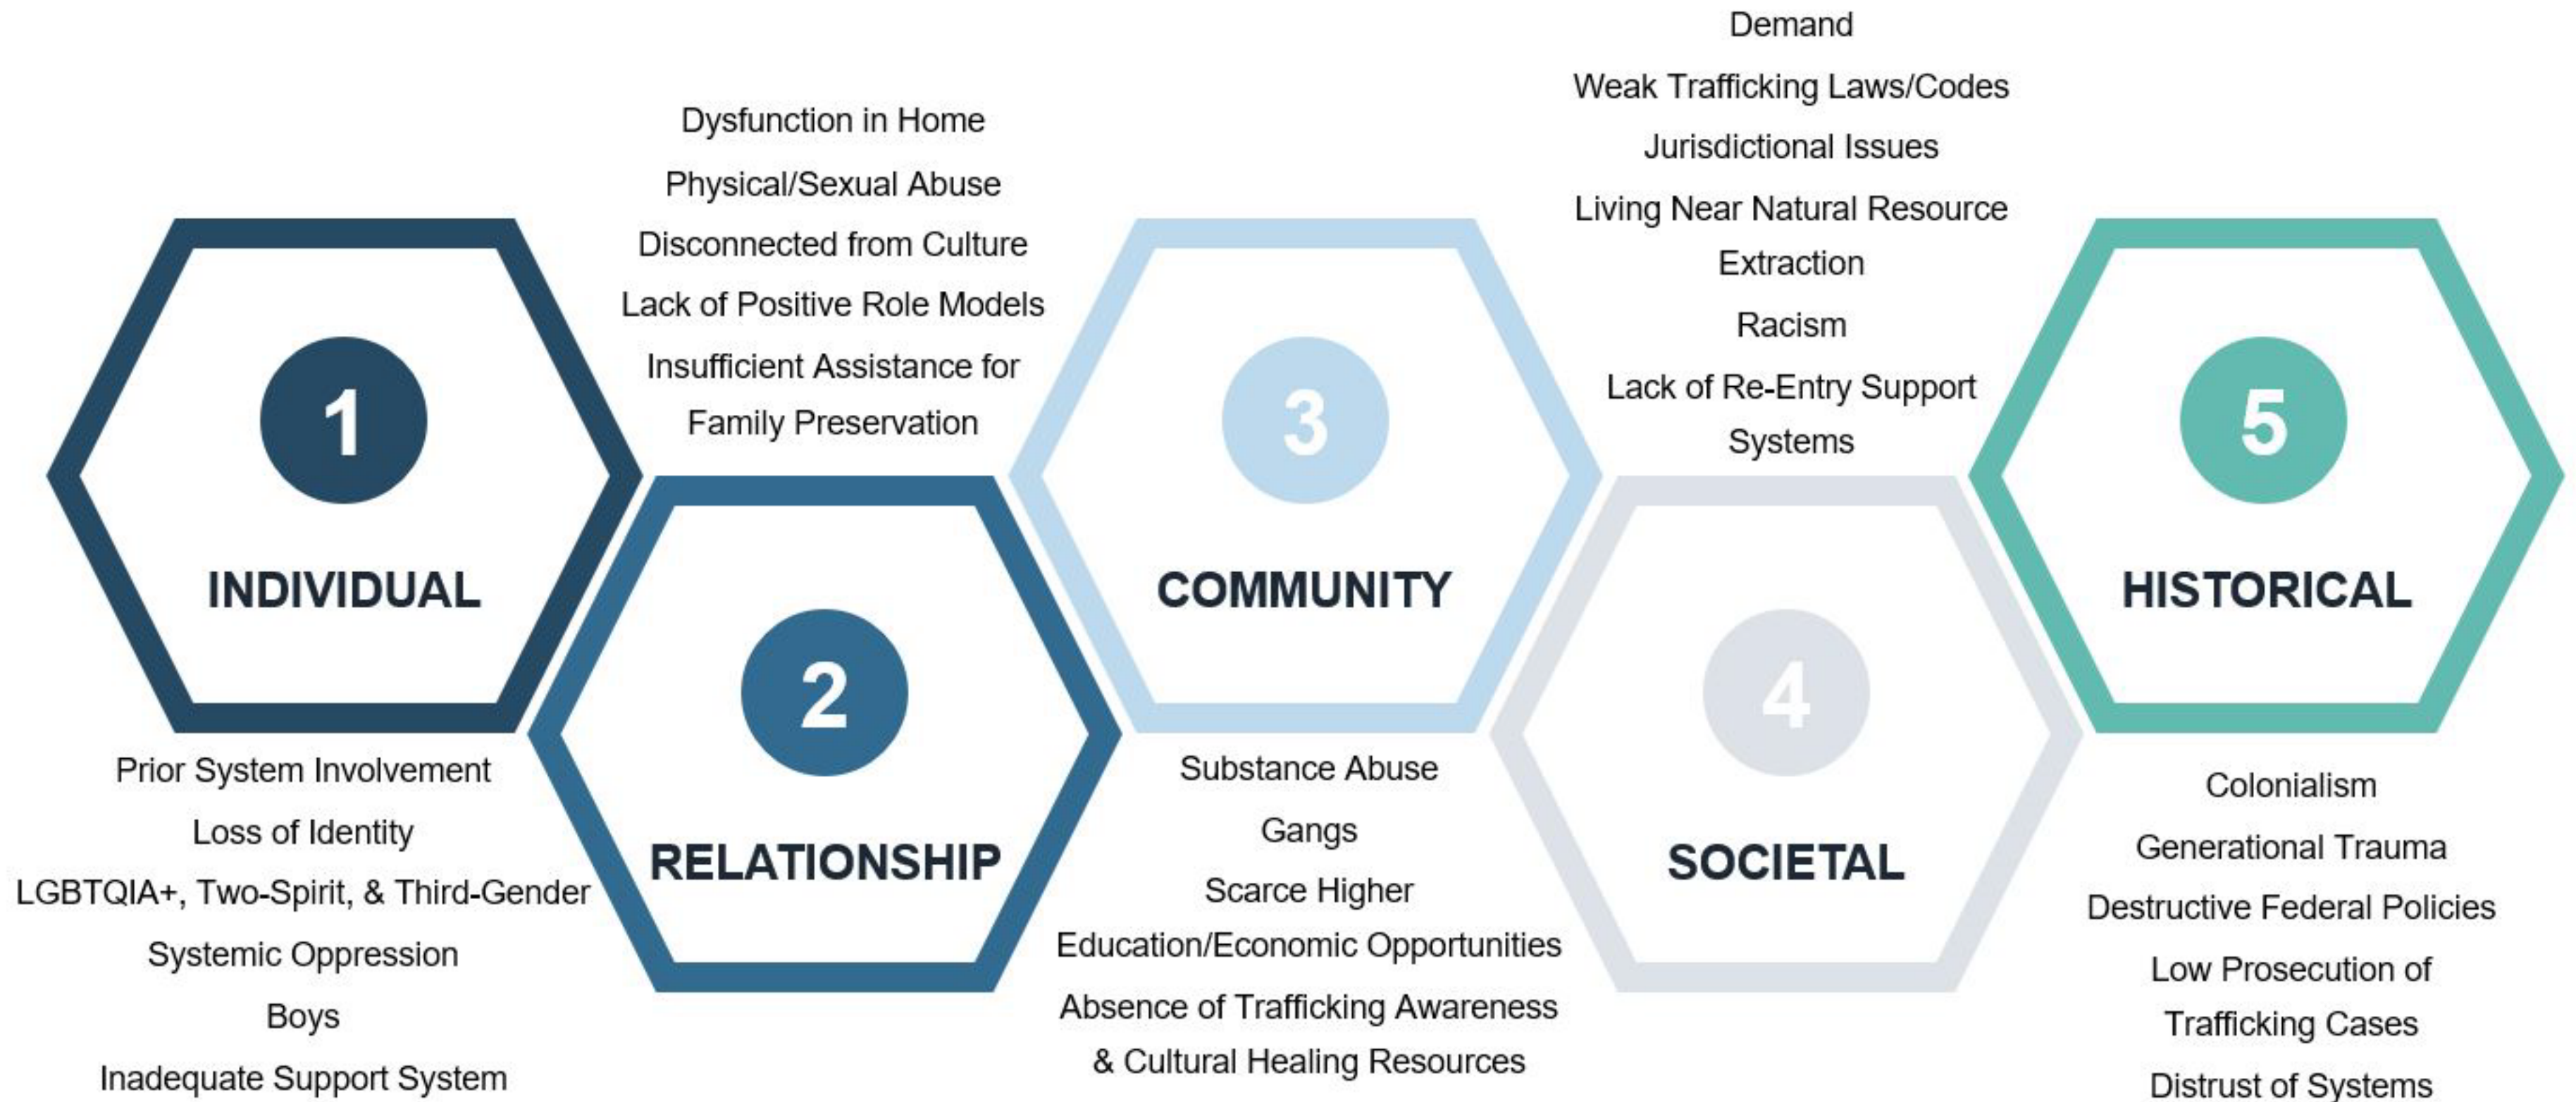 1
INDIVIDUAL
Prior System Involvement
Loss of Identity
LGBTQIA+, Two-Spirit, & Third-Gender
Systemic Oppression
Boys
Inadequate Support System
Dysfunction in Home
Physical/Sexual Abuse
Disconnected from Culture
Lack of Positive Role Models
Insufficient Assistance for
Family Preservation
2
RELATIONSHIP
3
COMMUNITY
Substance Abuse
Gangs
Scarce Higher
Education/Economic Opportunities
Absence of Trafficking Awareness
& Cultural Healing Resources
Demand
Weak Trafficking Laws/Codes
Jurisdictional Issues
Living Near Natural Resource
Extraction
Racism
Lack of Re-Entry Support
Systems
4
SOCIETAL
5
HISTORICAL
Colonialism
Generational Trauma
Destructive Federal Policies
Low Prosecution of
Trafficking Cases
Distrust of Systems